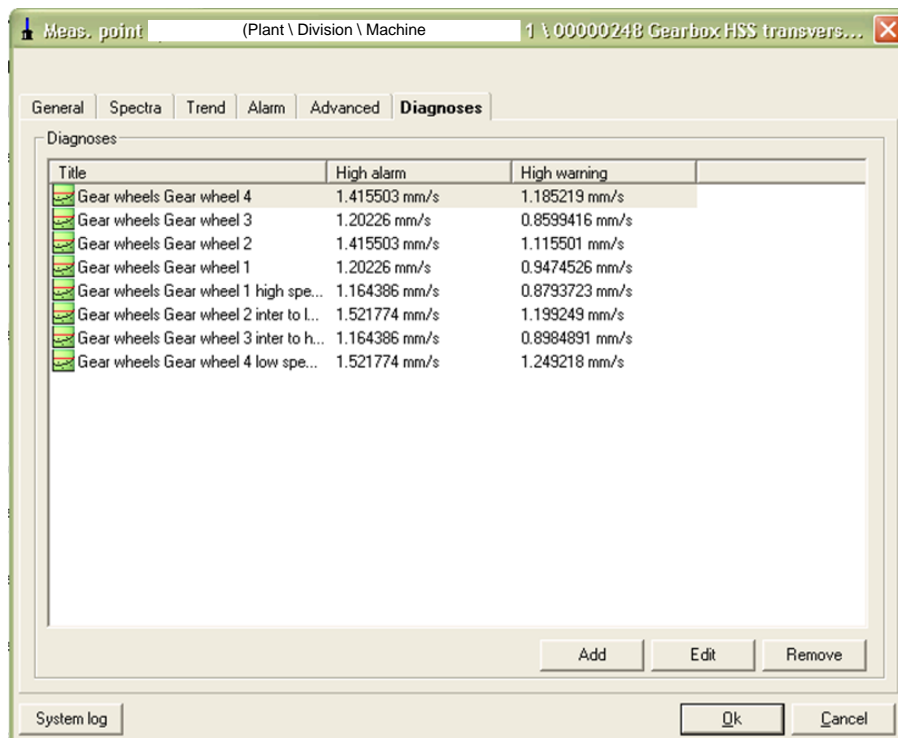 Meas. point (Plant \ Division \ Machine 1 \ 00000248 Gearbox HSS transvers...
General Spectra Trend Alarm Advanced Diagnoses
Diagnoses
Title High alarm High warning
Gear wheels Gear wheel 4 1.415503 mm/s 1.185219 mm/s
Gear wheels Gear wheel 3 1.20226 mm/s 0.8599416 mm/s
Gear wheels Gear wheel 2 1.415503 mm/s 1.115501 mm/s
Gear wheels Gear wheel 1 1.20226 mm/s 0.9474526 mm/s
Gear wheels Gear wheel 1 high spe... 1.164386 mm/s 0.8793723 mm/s
Gear wheels Gear wheel 2 inter to l... 1.521774 mm/s 1.199249 mm/s
Gear wheels Gear wheel 3 inter to h... 1.164386 mm/s 0.8984891 mm/s
Gear wheels Gear wheel 4 low spe... 1.521774 mm/s 1.249218 mm/s
Add Edit Remove
System log Ok Cancel